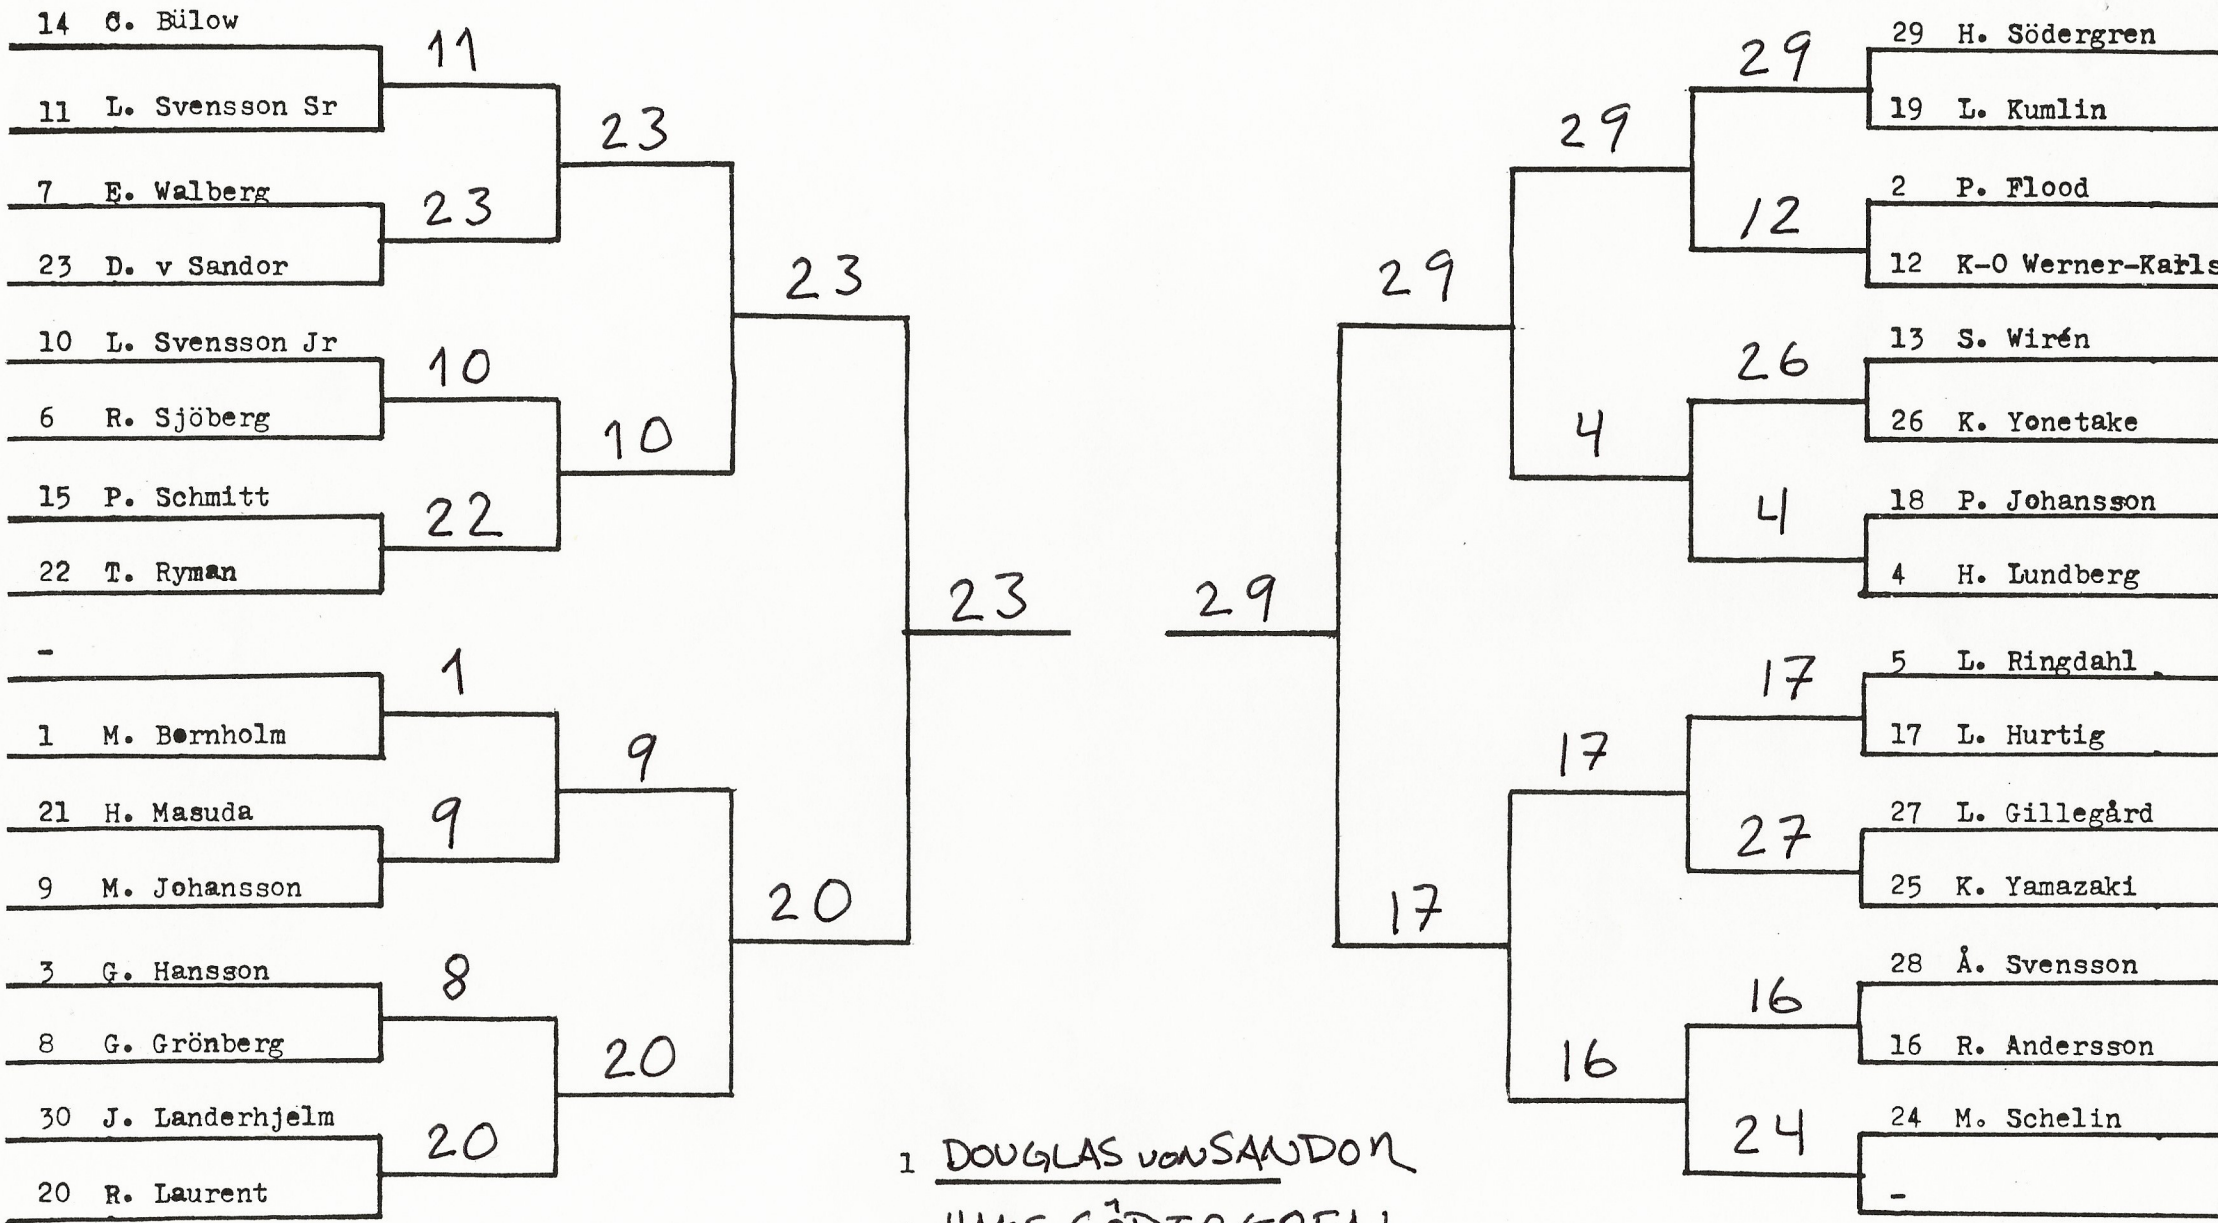 14 C. Bülow
11
11 L. Svensson Sr
23
7 E. Walberg
23
23 D. v Sandor
23
10 L. Svensson Jr
10
6 R. Sjöberg
10
15 P. Schmitt
22
22 T. Ryman
23
-
1
1 M. Bornholm
9
21 H. Masuda
9
9 M. Johansson
20
3 G. Hansson
8
8 G. Grönberg
20
30 J. Landerhjelm
20
20 R. Laurent
29 H. Södergren
29
19 L. Kumlin
29
2 P. Flood
12
12 K-O Werner-Karls
29
13 S. Wirén
26
26 K. Yonetake
4
18 P. Johansson
4
4 H. Lundberg
29
5 L. Ringdahl
17
17 L. Hurtig
17
27 L. Gillegård
27
25 K. Yamazaki
17
28 Å. Svensson
16
16 R. Andersson
16
24 M. Schelin
24
-
1 DOUGLAS von SANDOR